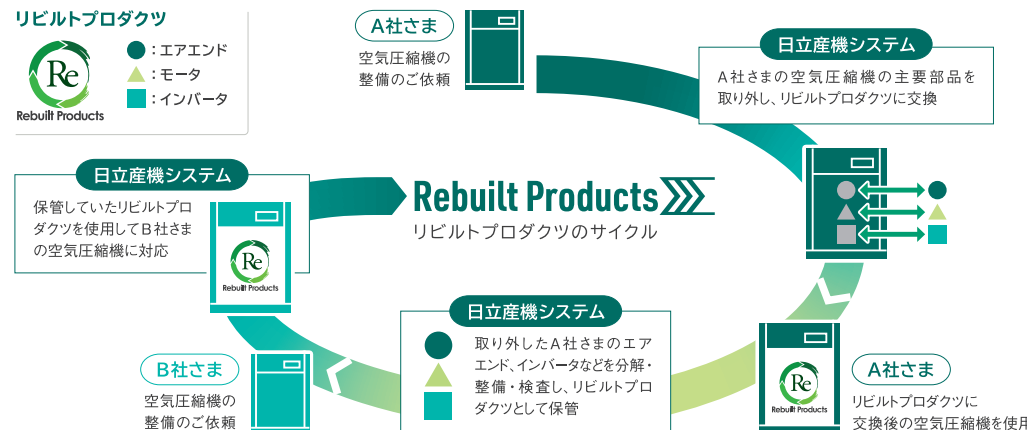 リビルトプロダクツ
Re
Rebuilt Products
:エアエンド
:モータ
:インバータ
A社さま
空気圧縮機の
整備のご依頼
日立産機システム
A社さまの空気圧縮機の主要部品を
取り外し、リビルトプロダクツに交換
日立産機システム
保管していたリビルトプロ
ダクツを使用してB社さま
の空気圧縮機に対応
Re
Rebuilt Products
Rebuilt Products
リビルトプロダクツのサイクル
日立産機システム
取り外したA社さまのエア
エンド、インバータなどを分解・
整備・検査し、リビルトプロ
ダクツとして保管
B社さま
空気圧縮機の
整備のご依頼
Re
Rebuilt Products
A社さま
リビルトプロダクツに
交換後の空気圧縮機を使用